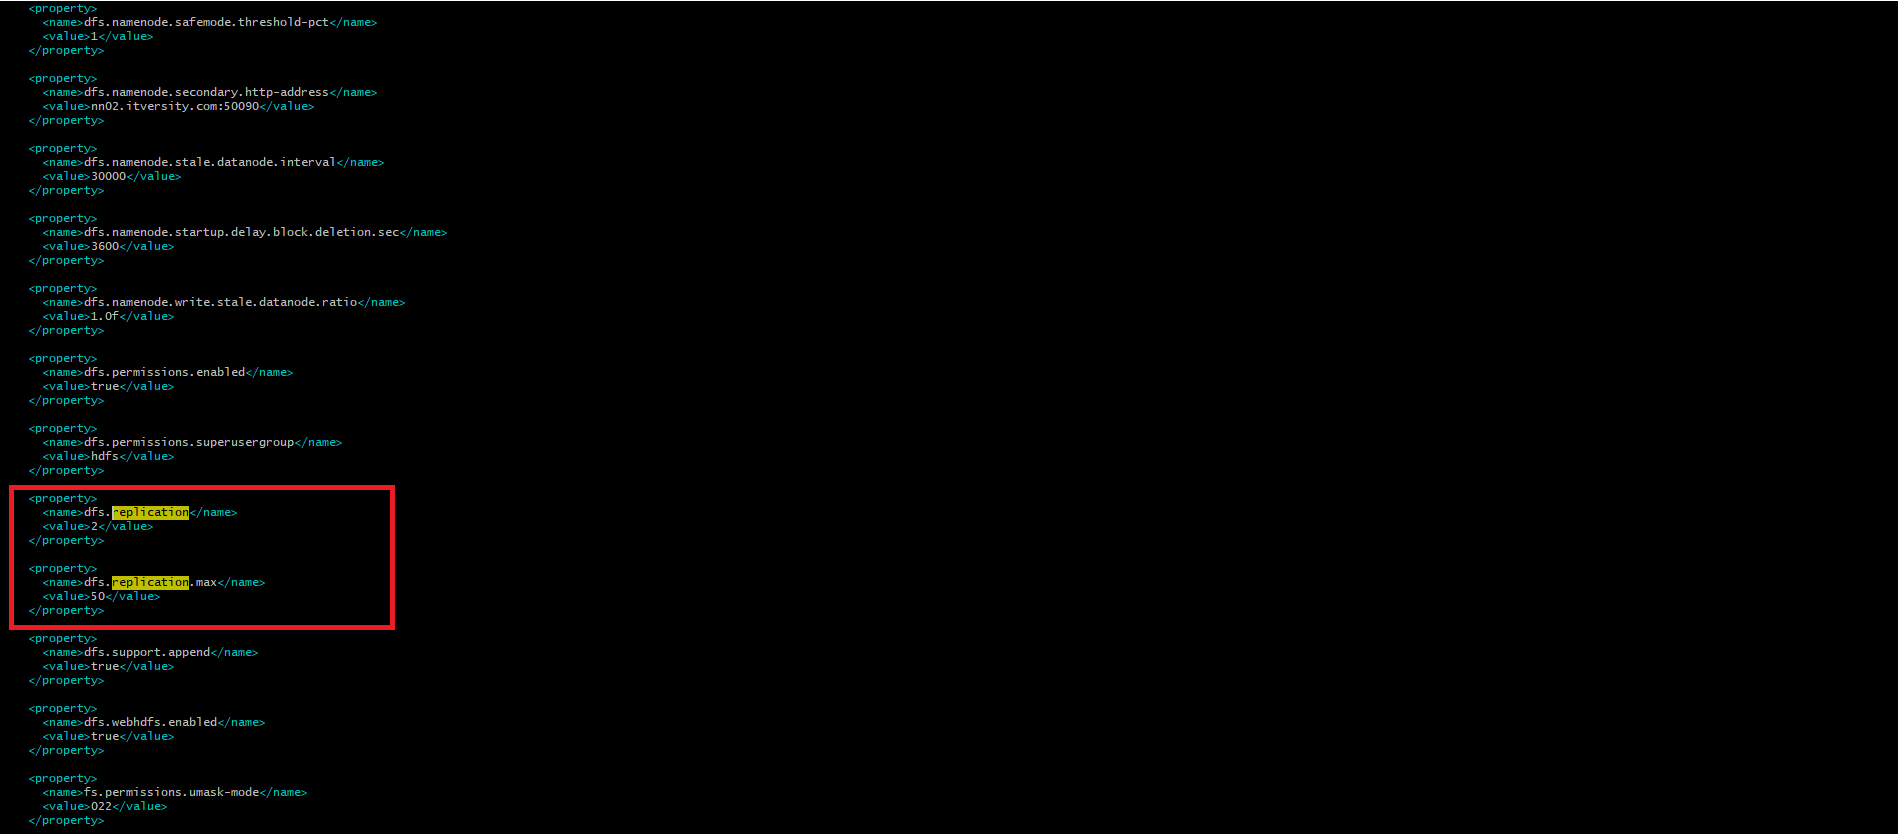 <property>
<name>dfs.namenode.safemode.threshold-pct</name>
<value>1</value>
</property>
<property>
<name>dfs.namenode.secondary.http-address</name>
<value>nn02.itversity.com:50090</value>
</property>
<property>
<name>dfs.namenode.stale.datanode.interval</name>
<value>30000</value>
</property>
<property>
<name>dfs.namenode.startup.delay.block.deletion.sec</name>
<value>3600</value>
</property>
<property>
<name>dfs.namenode.write.stale.datanode.ratio</name>
<value>1.0f</value>
</property>
<property>
<name>dfs.permissions.enabled</name>
<value>true</value>
</property>
<property>
<name>dfs.permissions.superusergroup</name>
<value>hdfs</value>
</property>
<property>
<name>dfs.replication</name>
<value>2</value>
</property>
<property>
<name>dfs.replication.max</name>
<value>50</value>
</property>
<property>
<name>dfs.support.append</name>
<value>true</value>
</property>
<property>
<name>dfs.webhdfs.enabled</name>
<value>true</value>
</property>
<property>
<name>fs.permissions.umask-mode</name>
<value>022</value>
</property>